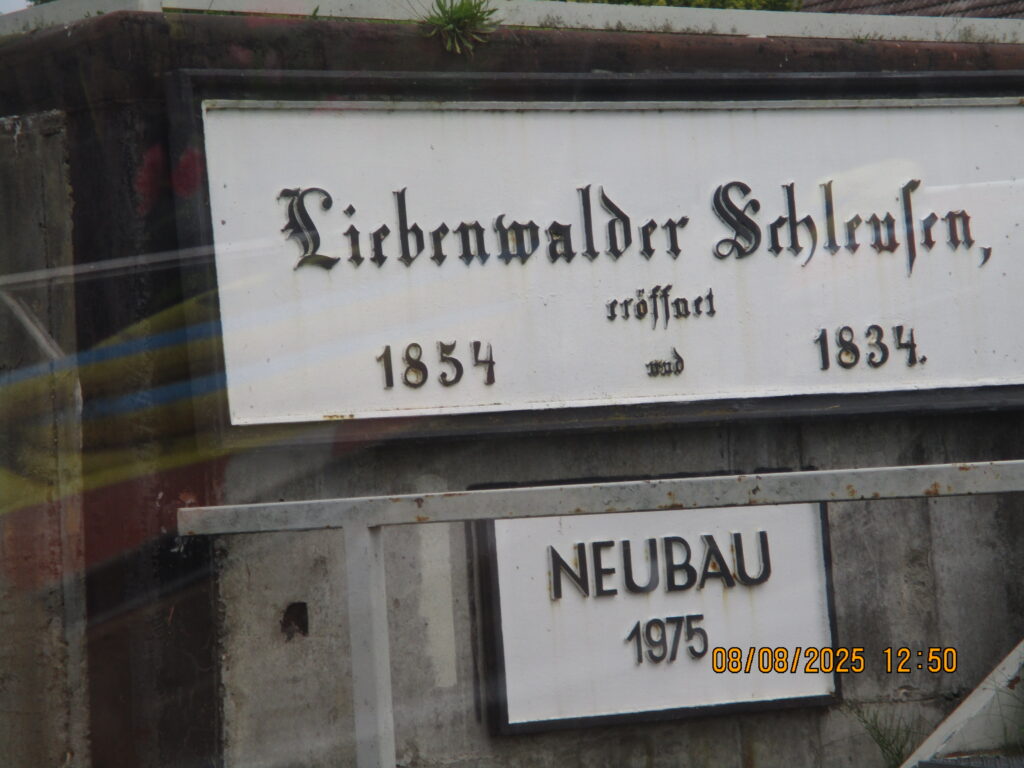 Liebenwalder Schleuſen,
eröffnet
1854 und 1834.
NEUBAU
1975
08/08/2025 12:50